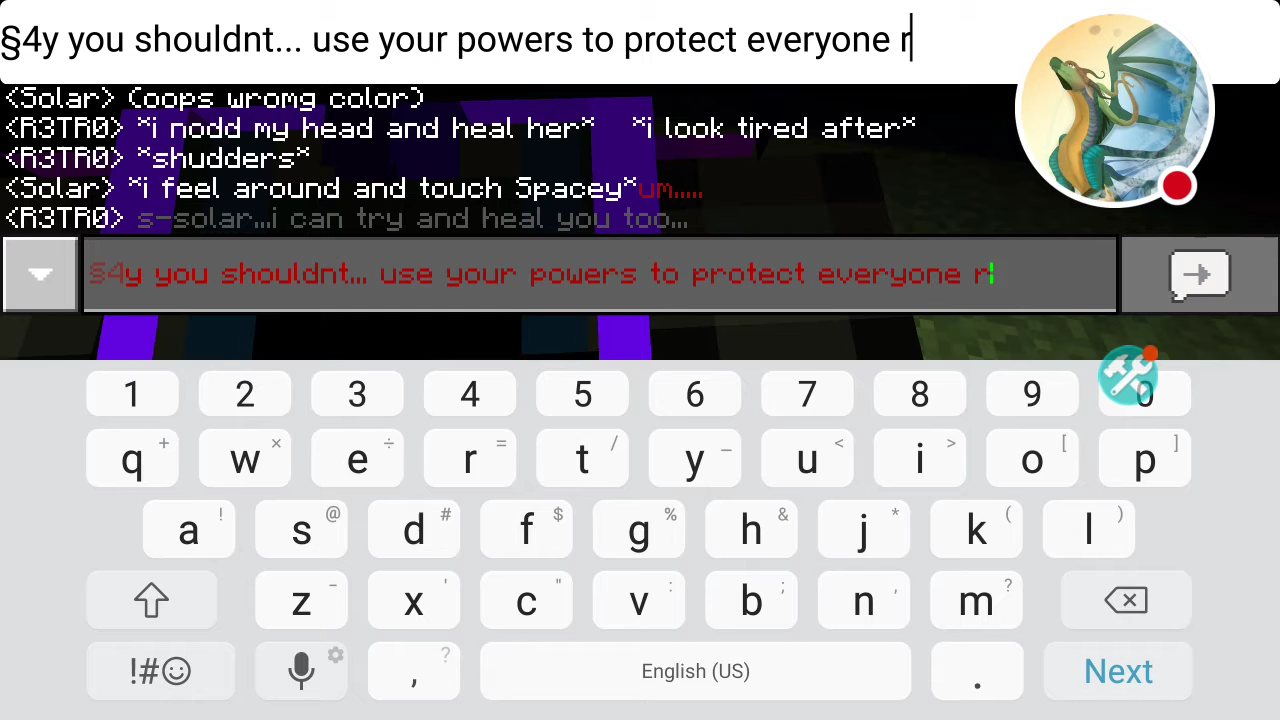 §4y you shouldnt... use your powers to protect everyone r
<Solar> (oops wromg color)
<R3TR0> *i nodd my head and heal her* *i look tired after*
<R3TR0> *shudders*
<Solar> *i feel around and touch Spacey*um.....
<R3TR0> s-solar...i can try and heal you too...
§4y you shouldnt... use your powers to protect everyone r
1 2 3 4 5 6 7 8 9 0
q + w × e ÷ r = t / y _ u < i > o [ p ]
a ! s @ d # f $ g % h & j * k ( l )
z - x ' c " v : b ; n , m ?
!#☺ , ? English (US) . Next